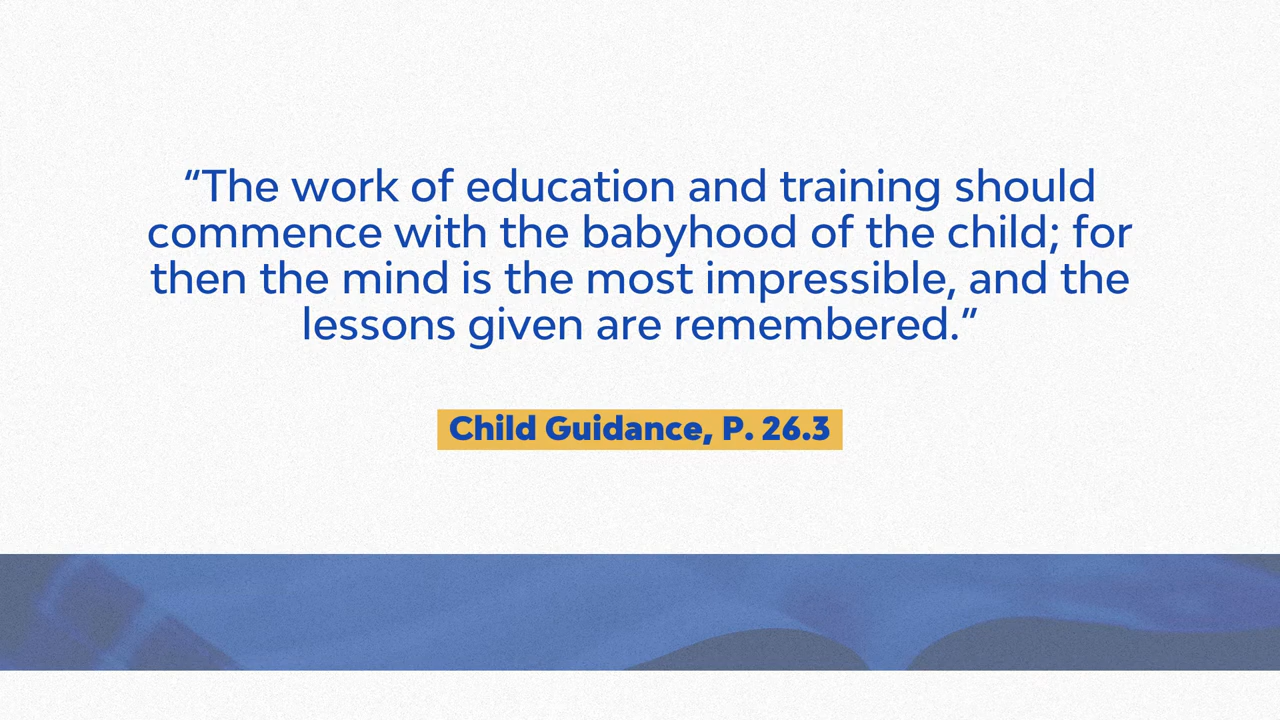 “The work of education and training should
commence with the babyhood of the child; for
then the mind is the most impressible, and the
lessons given are remembered.”
Child Guidance, P. 26.3